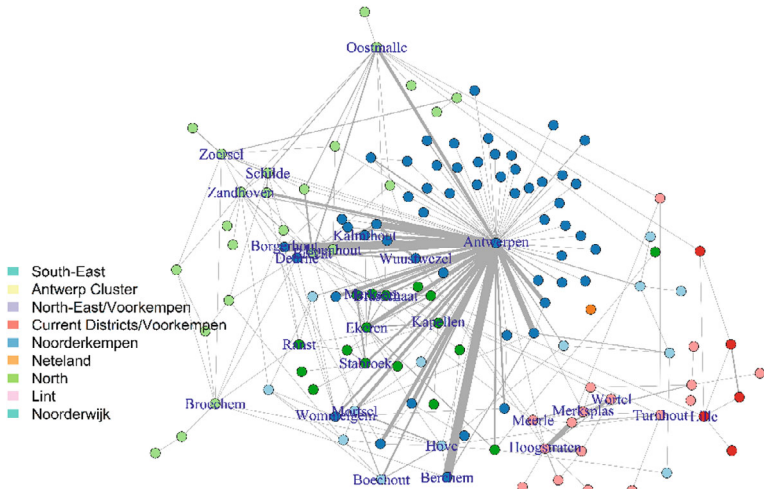 Oostmalle
Zoersel
Schilde
Zandhoven
Kalmthout
Borgerhout
Antwerpen
Deurne
Wuustwezel
South-East
Antwerp Cluster
North-East/Voorkempen
Current Districts/Voorkempen
Noorderkempen
Neteland
North
Lint
Noorderwijk
Brasschaat
Ekeren
Kapellen
Ranst
Stabroek
Broechem
Wommelgem
Mortsel
Meerle
Merksplas
Wortel
Turnhout
Lille
Hove
Hoogstraten
Boechout
Berchem